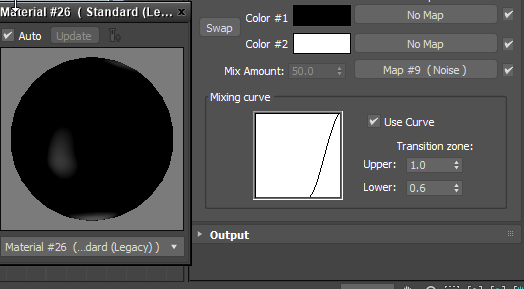 Material #26  ( Standard (Le...
Auto
Update
Material #26  (...dard (Legacy) )
Swap
Color #1
No Map
Color #2
No Map
Mix Amount: 50.0
Map #9  ( Noise )
Mixing curve
Use Curve
Transition zone:
Upper: 1.0
Lower: 0.6
Output